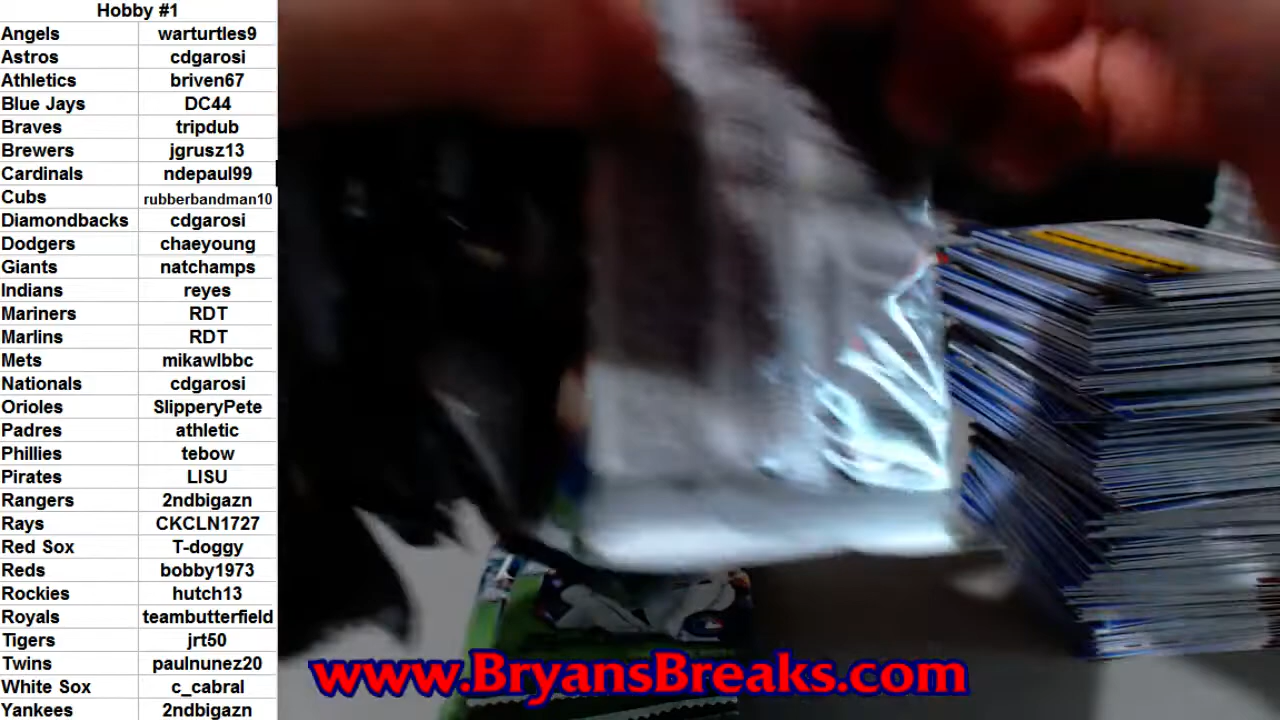 Hobby #1
Angels warturtles9
Astros cdgarosi
Athletics briven67
Blue Jays DC44
Braves tripdub
Brewers jgrusz13
Cardinals ndepaul99
Cubs rubberbandman10
Diamondbacks cdgarosi
Dodgers chaeyoung
Giants natchamps
Indians reyes
Mariners RDT
Marlins RDT
Mets mikawlbbc
Nationals cdgarosi
Orioles SlipperyPete
Padres athletic
Phillies tebow
Pirates LISU
Rangers 2ndbigazn
Rays CKCLN1727
Red Sox T-doggy
Reds bobby1973
Rockies hutch13
Royals teambutterfield
Tigers jrt50
Twins paulnunez20
White Sox c_cabral
Yankees 2ndbigazn
www.BryansBreaks.com